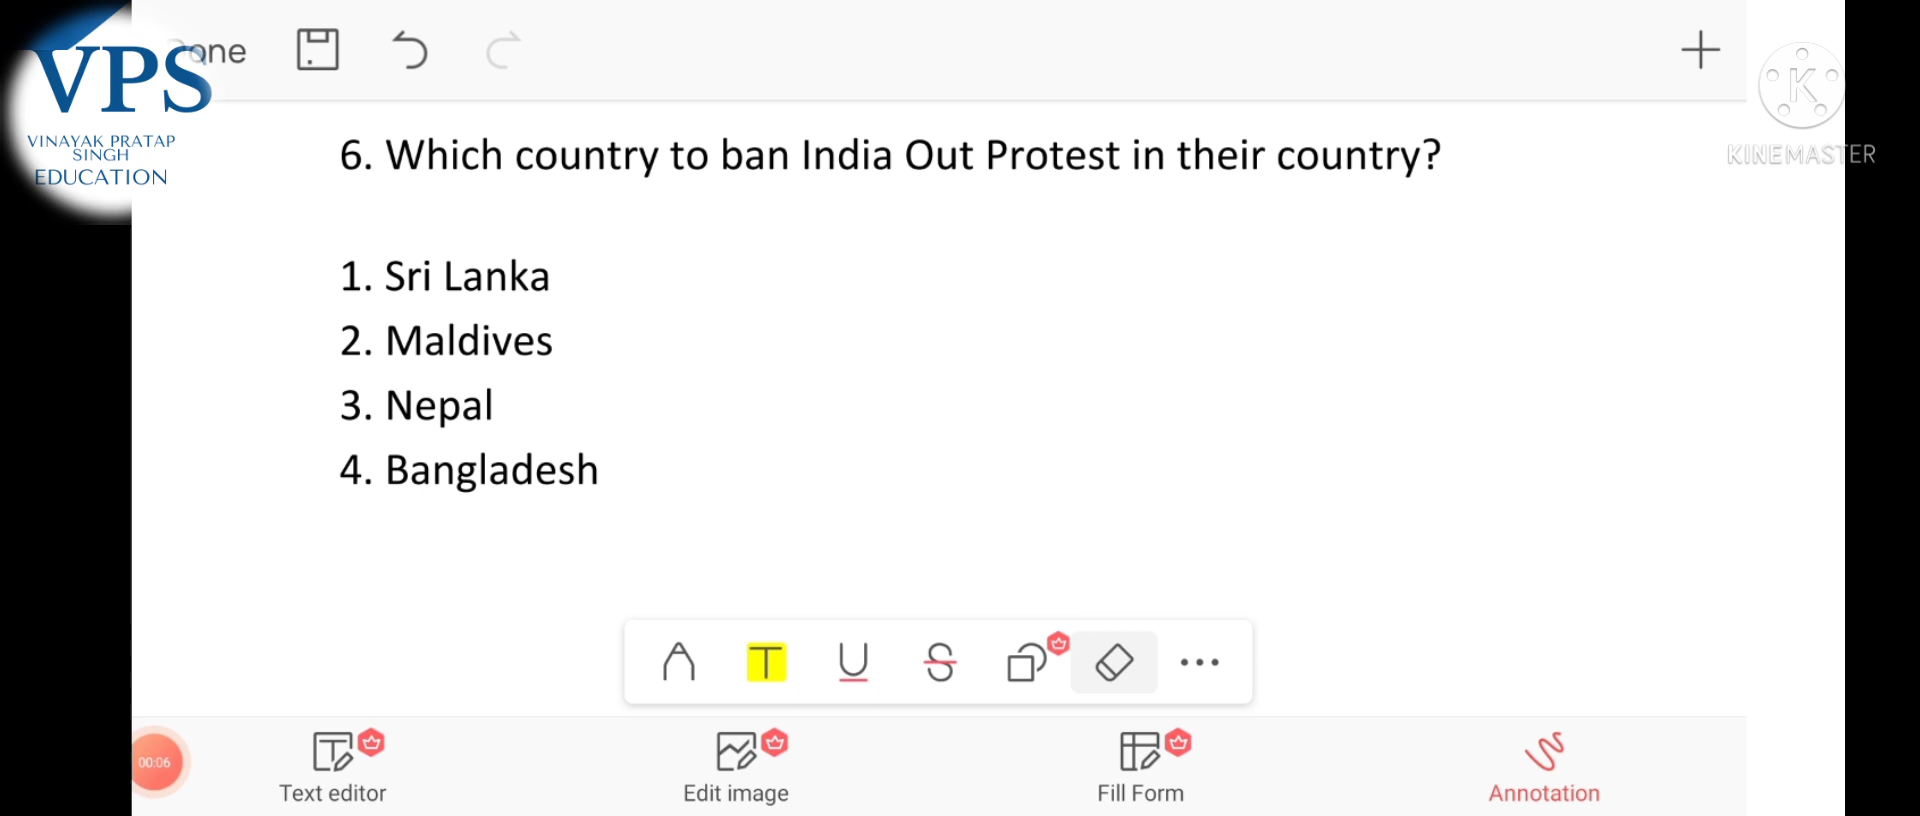 VPS
VINAYAK PRATAP
SINGH
EDUCATION
one
K
KINEMASTER
6. Which country to ban India Out Protest in their country?
1. Sri Lanka
2. Maldives
3. Nepal
4. Bangladesh
T
U
S
00:06
Text editor
Edit image
Fill Form
Annotation